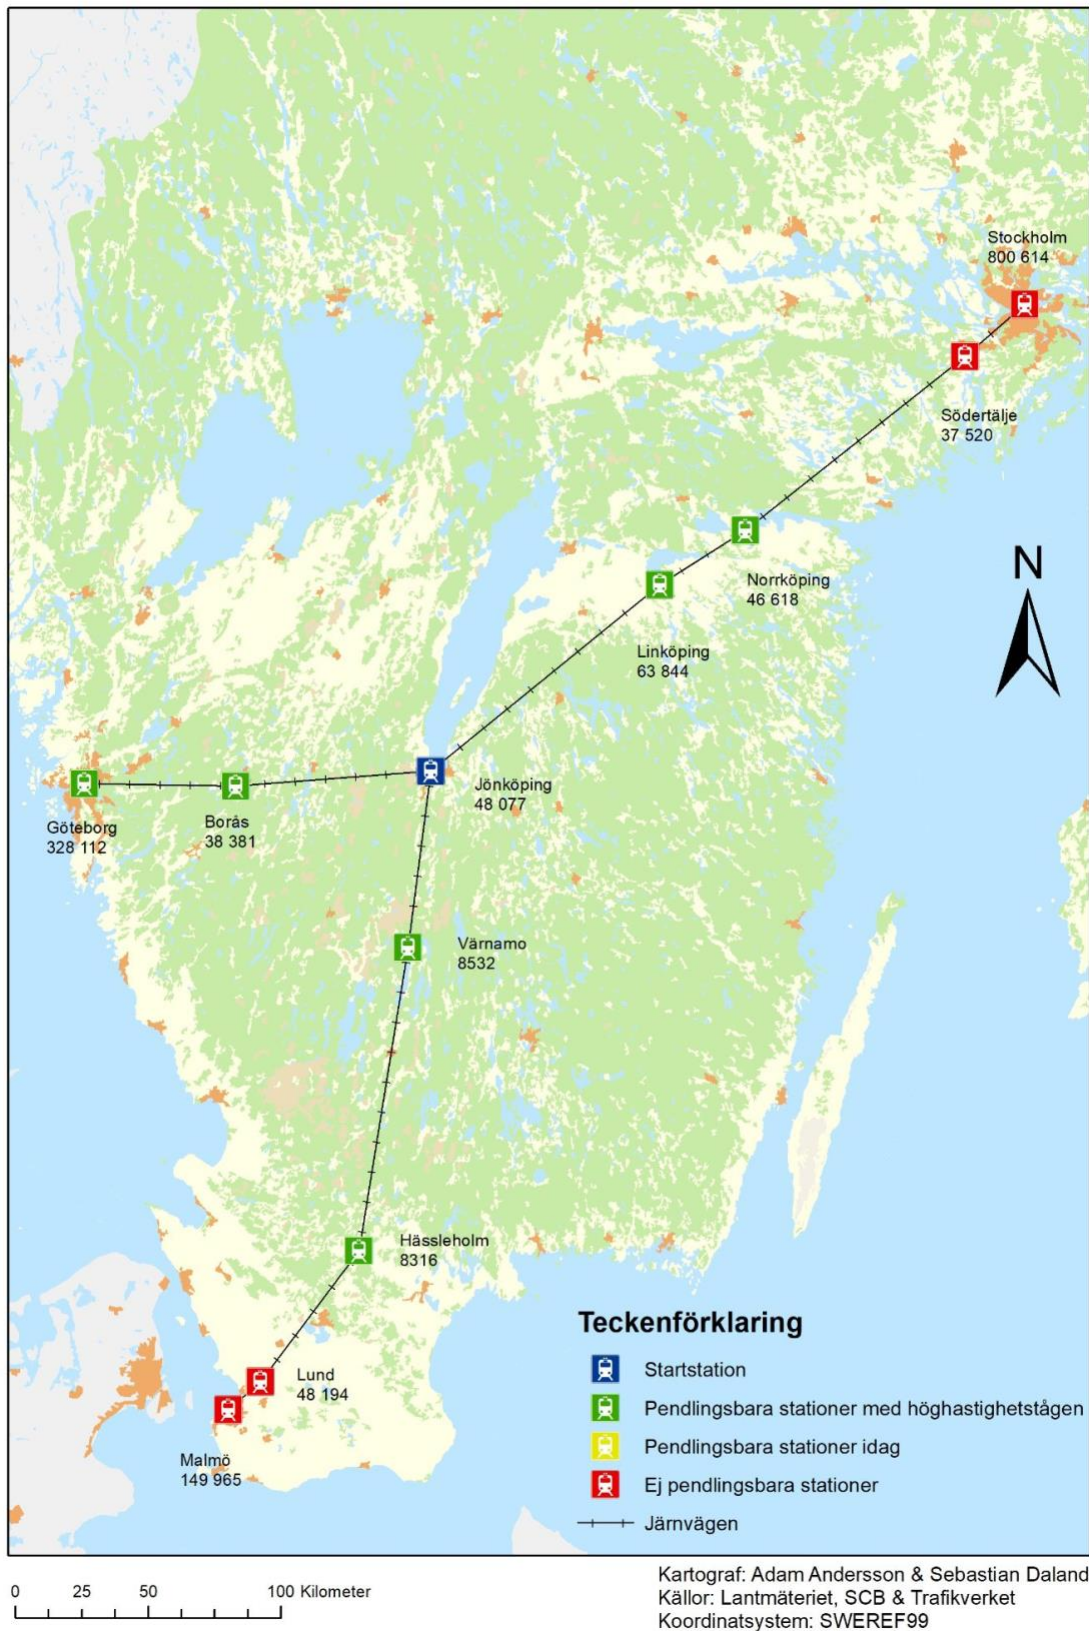 Stockholm
800 614
Södertälje
37 520
Norrköping
46 618
N
Linköping
63 844
Jönköping
48 077
Göteborg
328 112
Borås
38 381
Värnamo
8532
Hässleholm
8316
Lund
48 194
Malmö
149 965
Teckenförklaring
Startstation
Pendlingsbara stationer med höghastighetstågen
Pendlingsbara stationer idag
Ej pendlingsbara stationer
Järnvägen
0 25 50 100 Kilometer
Kartograf: Adam Andersson & Sebastian Daland
Källor: Lantmäteriet, SCB & Trafikverket
Koordinatsystem: SWEREF99